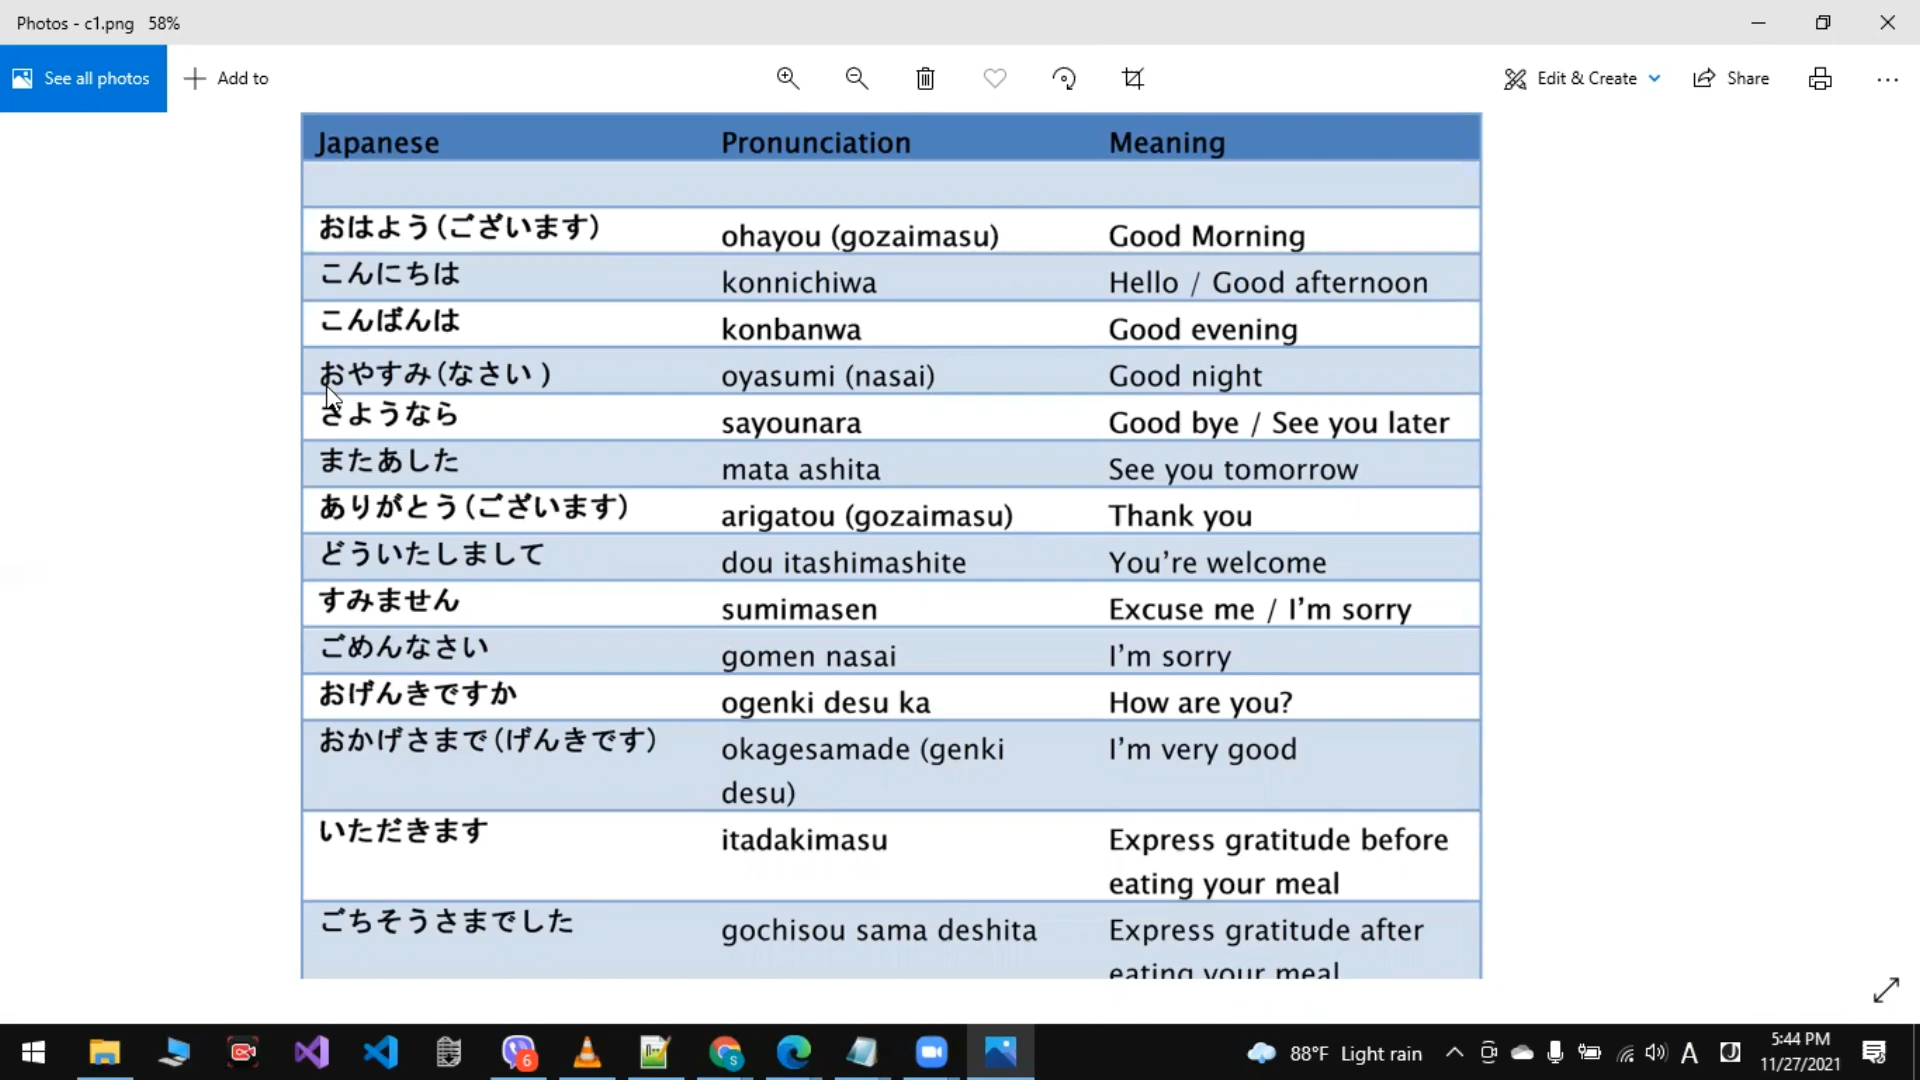 Photos - c1.png 58%
See all photos Add to Edit & Create Share
Japanese Pronunciation Meaning
おはよう(ございます) ohayou (gozaimasu) Good Morning
こんにちは konnichiwa Hello / Good afternoon
こんばんは konbanwa Good evening
おやすみ(なさい ) oyasumi (nasai) Good night
さようなら sayounara Good bye / See you later
またあした mata ashita See you tomorrow
ありがとう(ございます) arigatou (gozaimasu) Thank you
どういたしまして dou itashimashite You're welcome
すみません sumimasen Excuse me / I'm sorry
ごめんなさい gomen nasai I'm sorry
おげんきですか ogenki desu ka How are you?
おかげさまで(げんきです) okagesamade (genki I'm very good
desu)
いただきます itadakimasu Express gratitude before
eating your meal
ごちそうさまでした gochisou sama deshita Express gratitude after
eating your meal
6 88°F Light rain A 5:44 PM
11/27/2021